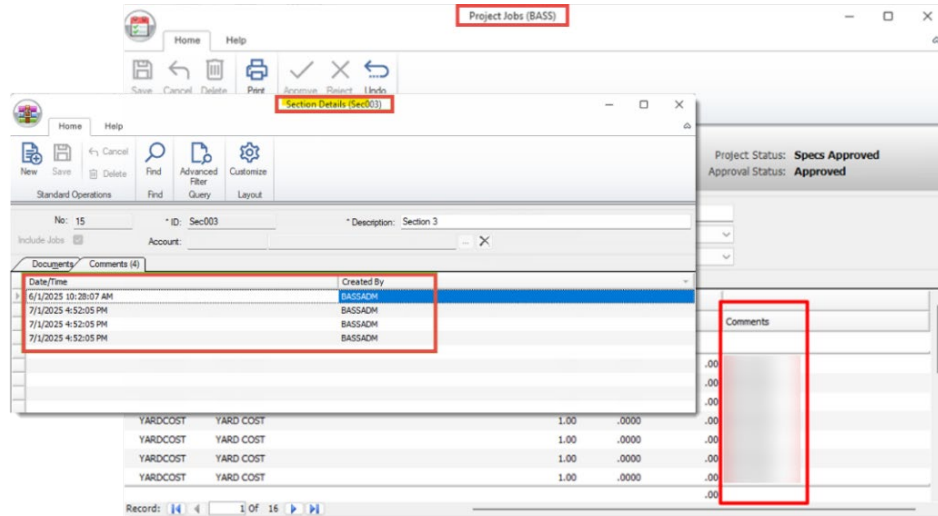 Project Jobs (BASS)
Home Help
Save Cancel Delete Print Approve Reject Undo
Section Details (Sec003)
Home Help
New Save Cancel Delete Find Advanced Filter Customize
Standard Operations Find Query Layout
Project Status: Specs Approved
Approval Status: Approved
No: 15 * ID: Sec003 * Description: Section 3
Include Jobs Account: ...
Documents Comments (4)
Date/Time Created By
6/1/2025 10:28:07 AM BASSADM
7/1/2025 4:52:05 PM BASSADM
7/1/2025 4:52:05 PM BASSADM
7/1/2025 4:52:05 PM BASSADM
Comments
.00
.00
.00
YARDCOST YARD COST 1.00 .0000 .00
YARDCOST YARD COST 1.00 .0000 .00
YARDCOST YARD COST 1.00 .0000 .00
YARDCOST YARD COST 1.00 .0000 .00
.00
Record: 1 Of 16